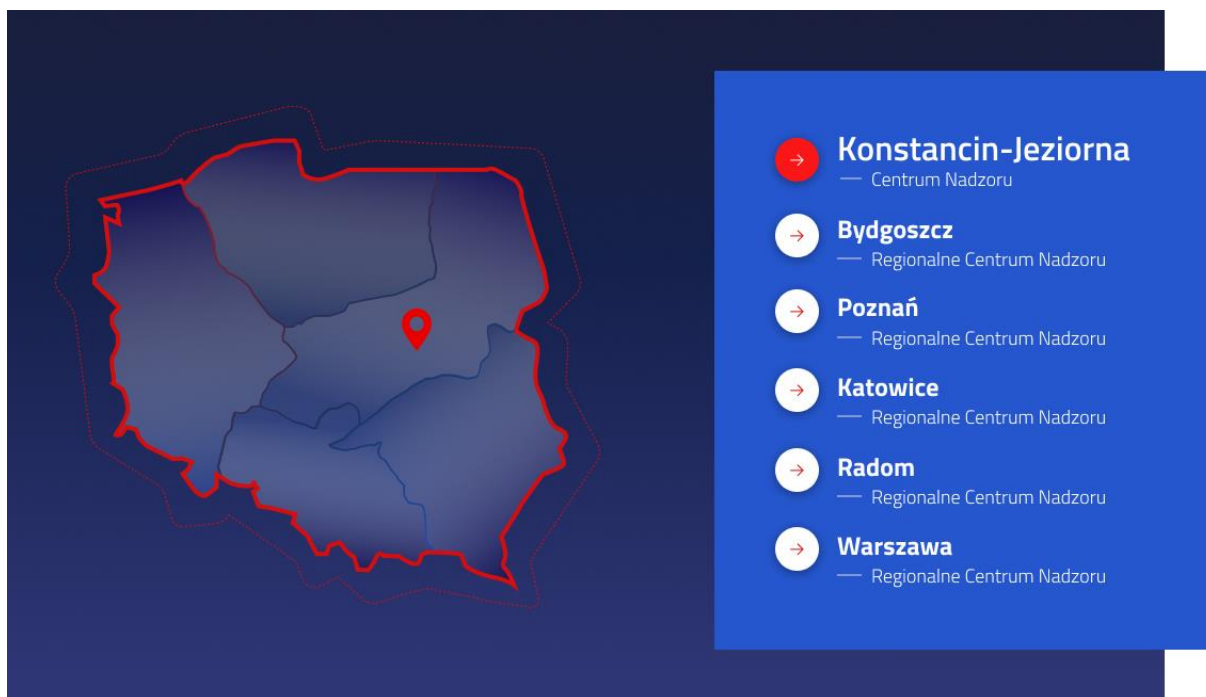 Konstancin-Jeziorna
Centrum Nadzoru
Bydgoszcz
Regionalne Centrum Nadzoru
Poznań
Regionalne Centrum Nadzoru
Katowice
Regionalne Centrum Nadzoru
Radom
Regionalne Centrum Nadzoru
Warszawa
Regionalne Centrum Nadzoru